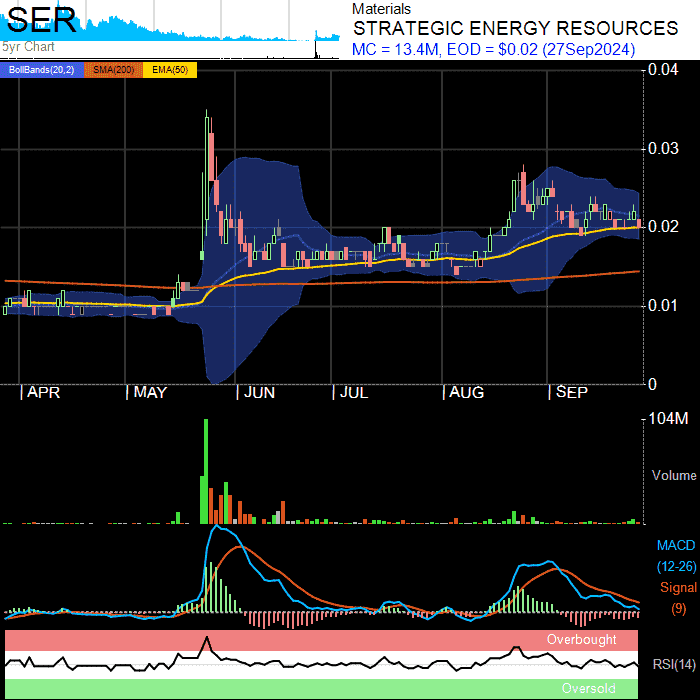 SER
5yr Chart
Materials
STRATEGIC ENERGY RESOURCES
MC = 13.4M, EOD = $0.02 (27Sep2024)
BollBands(20,2) SMA(200) EMA(50)
0.04
0.03
0.02
0.01
0
| APR | MAY | JUN | JUL | AUG | SEP
104M
Volume
MACD
(12-26)
Signal
(9)
Overbought
RSI(14)
Oversold